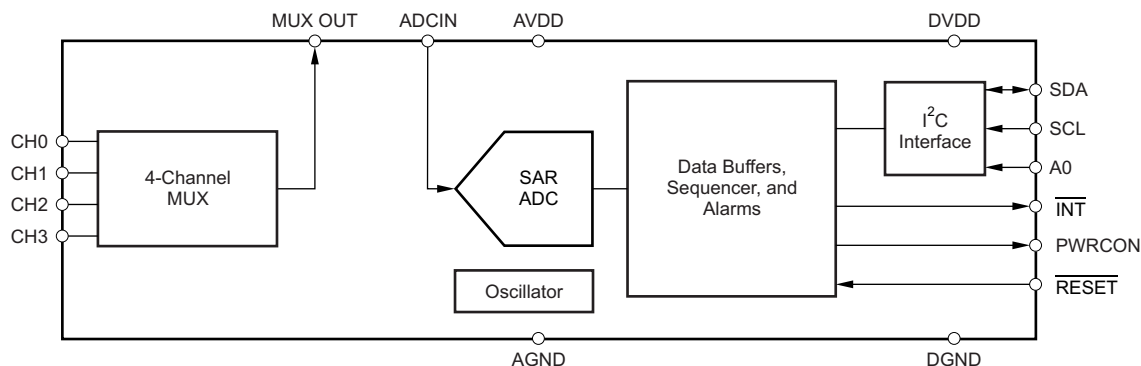 MUX OUT
ADCIN
AVDD
DVDD
CH0
CH1
CH2
CH3
4-Channel
MUX
SAR
ADC
Oscillator
Data Buffers,
Sequencer, and
Alarms
I²C
Interface
SDA
SCL
A0
INT
PWRCON
RESET
AGND
DGND